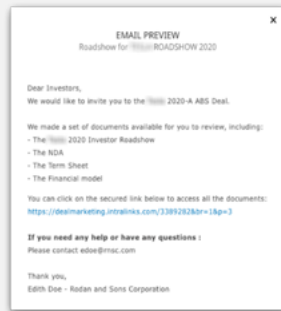 ×
EMAIL PREVIEW
Roadshow for ROADSHOW 2020
Dear Investors,
We would like to invite you to the 2020-A ABS Deal.
We made a set of documents available for you to review, including:
- The 2020 Investor Roadshow
- The NDA
- The Term Sheet
- The Financial model
You can click on the secured link below to access all the documents:
https://dealmarketing.intralinks.com/3389282&br=1&p=3
If you need any help or have any questions :
Please contact edoe@rnsc.com
Thank you,
Edith Doe - Rodan and Sons Corporation